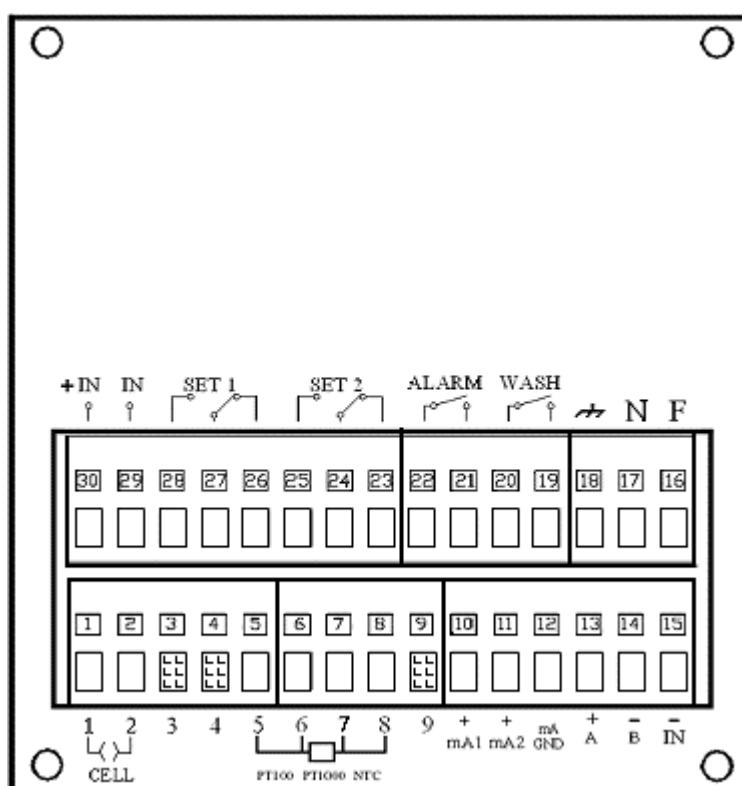 + IN IN SET 1 SET 2 ALARM WASH N F
30 29 28 27 26 25 24 23 22 21 20 19 18 17 16
1 2 3 4 5 6 7 8 9 10 11 12 13 14 15
1 2 3 4 5 6 7 8 9 + + mA + - -
mA1 mA2 GND A B IN
CELL PT100 PT1000 NTC